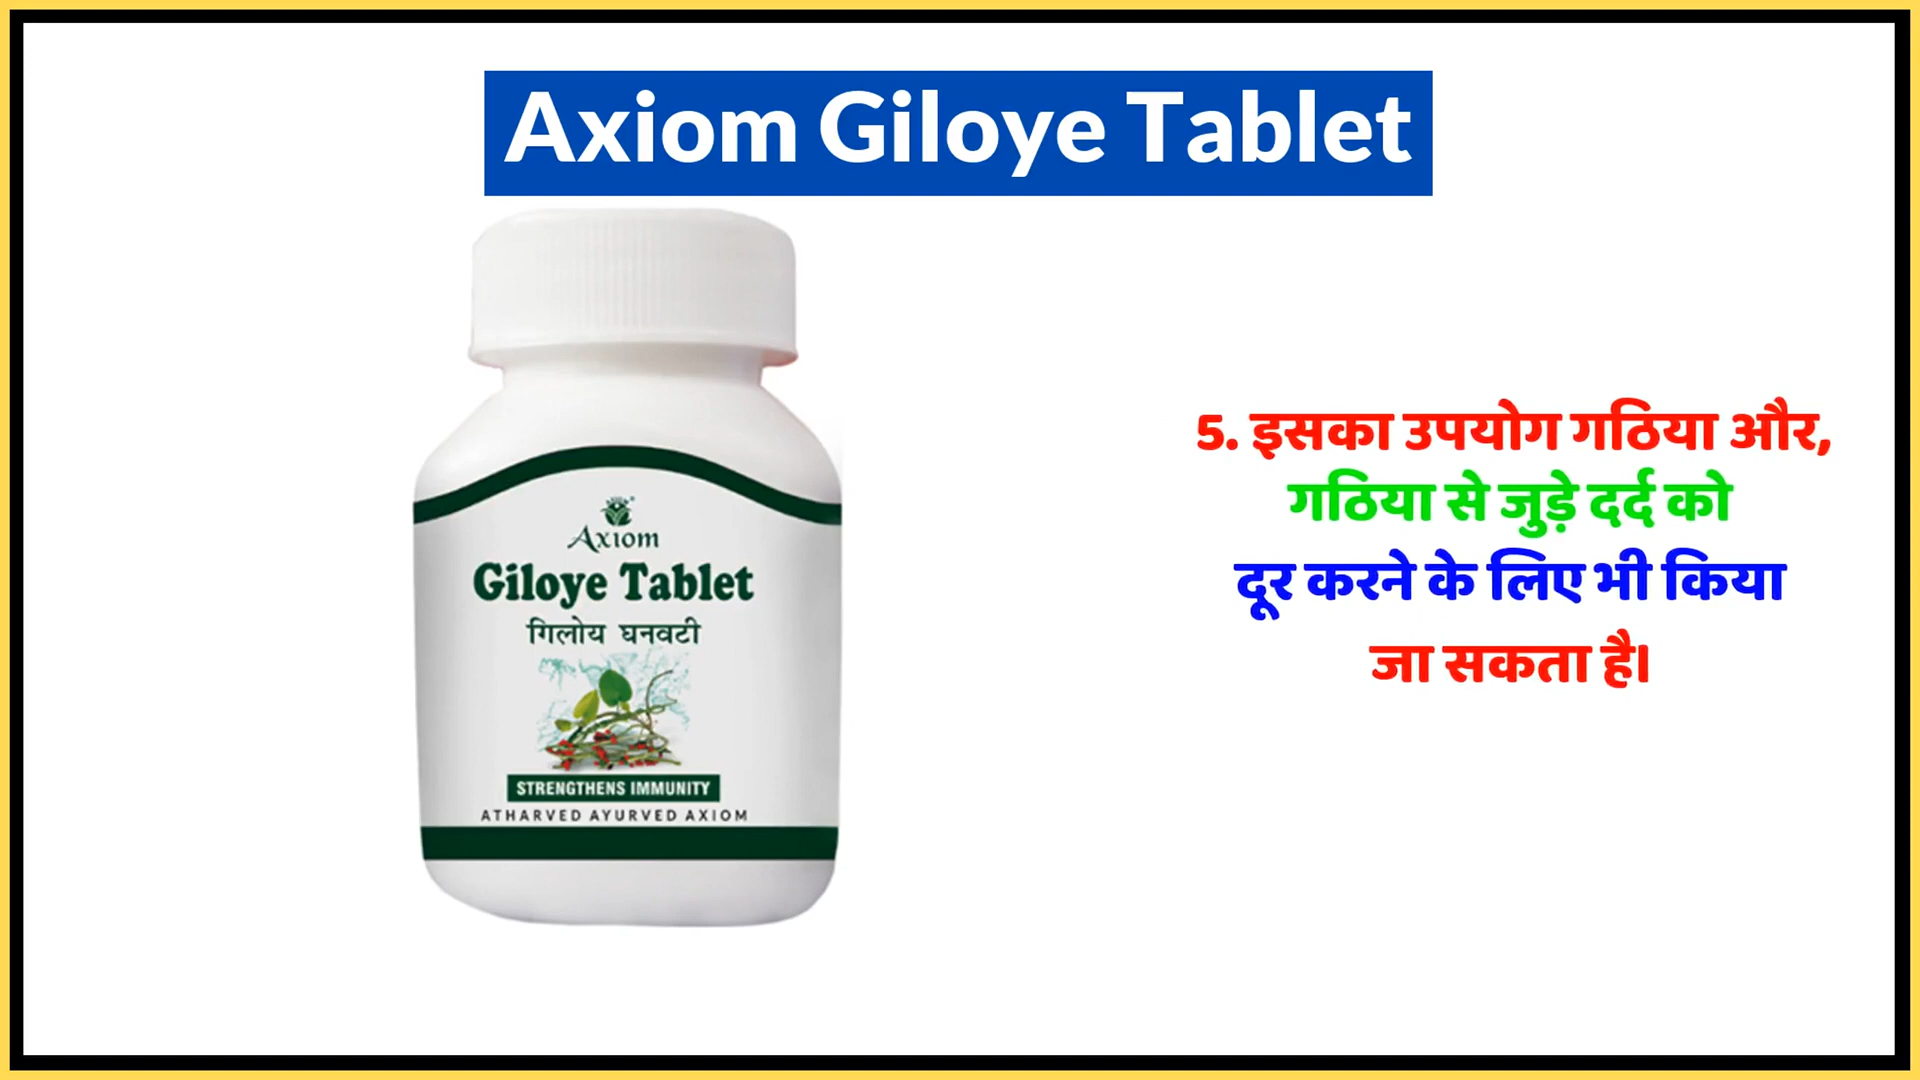 Axiom Giloye Tablet
Axiom
Giloye Tablet
गिलोय घनवटी
STRENGTHENS IMMUNITY
ATHARVED AYURVED AXIOM
5. इसका उपयोग गठिया और,
गठिया से जुड़े दर्द को
दूर करने के लिए भी किया
जा सकता है।